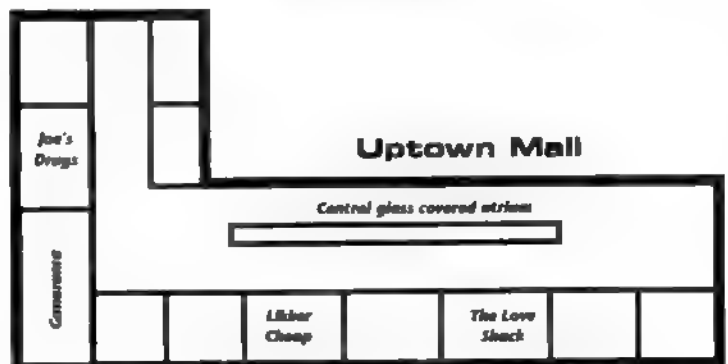 Uptown Mall
Central glass covered atrium
Joe's
Drugs
Likker
Cheap
The Love
Shack